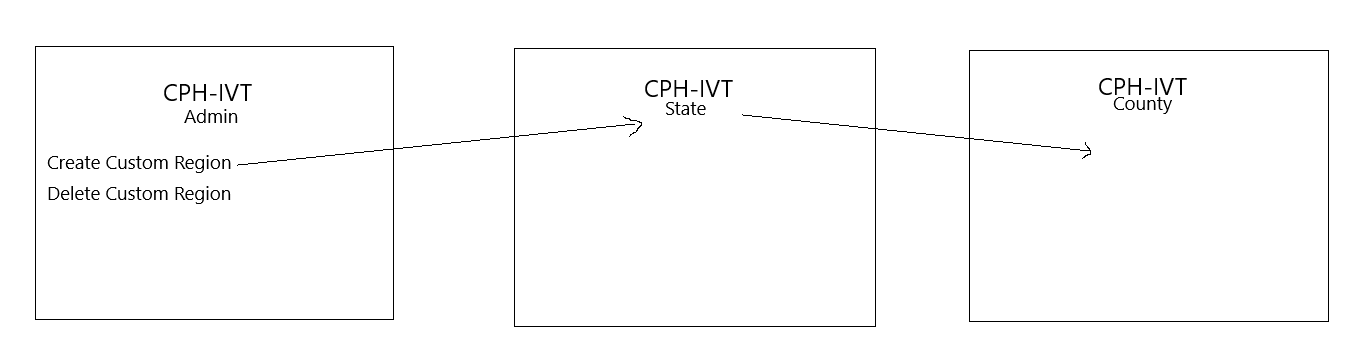 CPH-IVT
Admin
Create Custom Region
Delete Custom Region
CPH-IVT
State
CPH-IVT
County